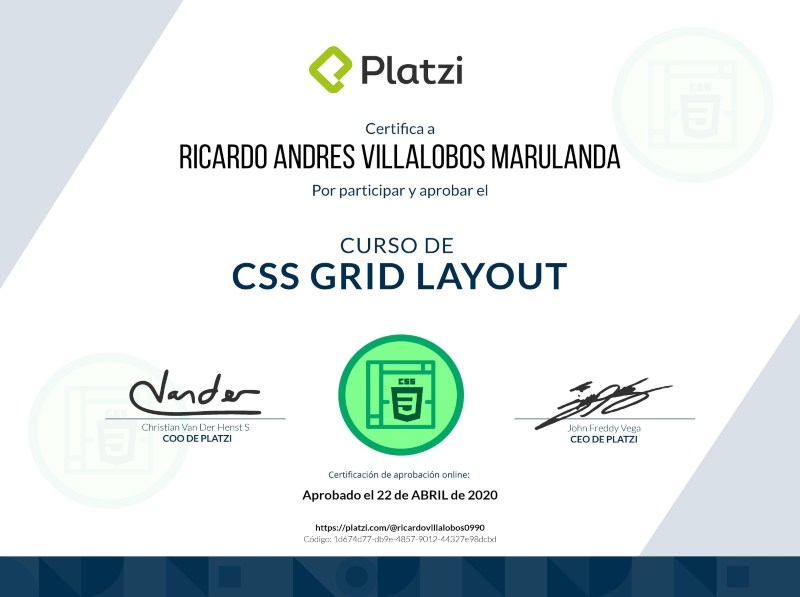 Platzi
Certifica a
RICARDO ANDRES VILLALOBOS MARULANDA
Por participar y aprobar el
CURSO DE
CSS GRID LAYOUT
CSS
CSS
CSS
Christian Van Der Henst S
COO DE PLATZI
John Freddy Vega
CEO DE PLATZI
Certificación de aprobación online:
Aprobado el 22 de ABRIL de 2020
https://platzi.com/@ricardovillalobos0990
Código: 1d674d77-db9e-4857-9012-44327e98dcbd